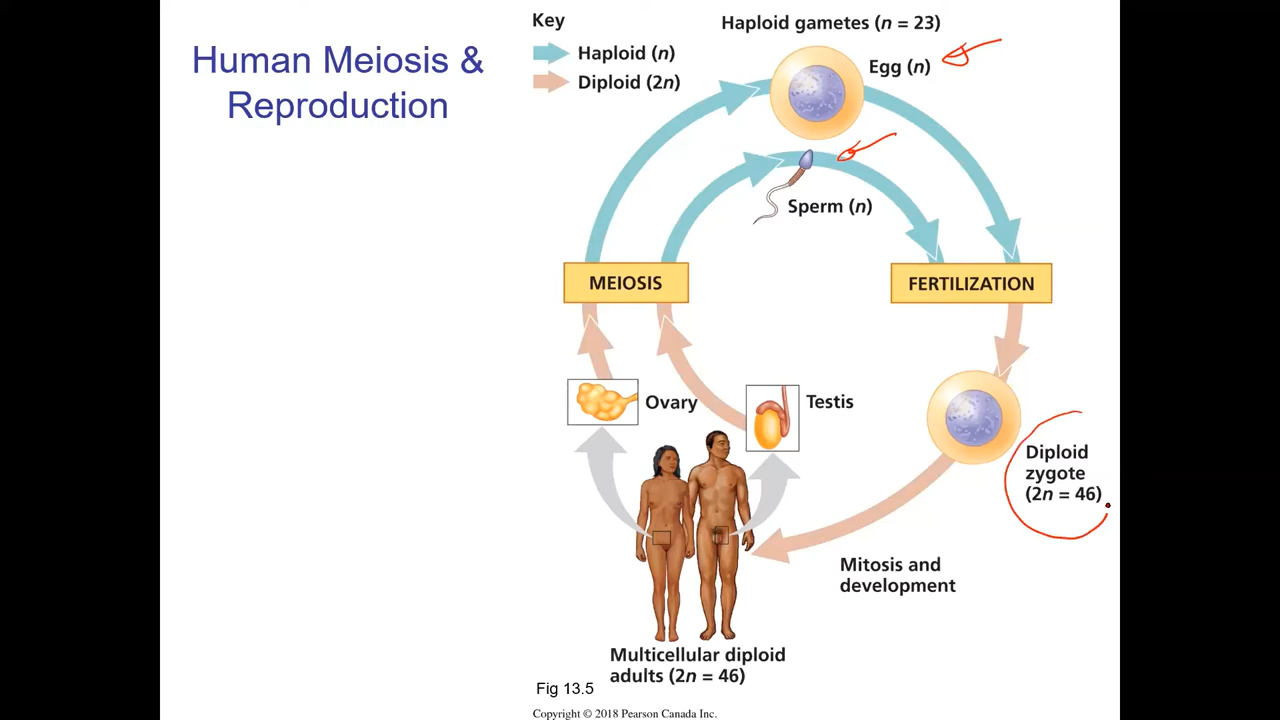 Human Meiosis &
Reproduction
Key
Haploid (n)
Diploid (2n)
Haploid gametes (n = 23)
Egg (n)
Sperm (n)
MEIOSIS
FERTILIZATION
Ovary
Testis
Diploid
zygote
(2n = 46)
Mitosis and
development
Multicellular diploid
adults (2n = 46)
Fig 13.5
Copyright © 2018 Pearson Canada Inc.